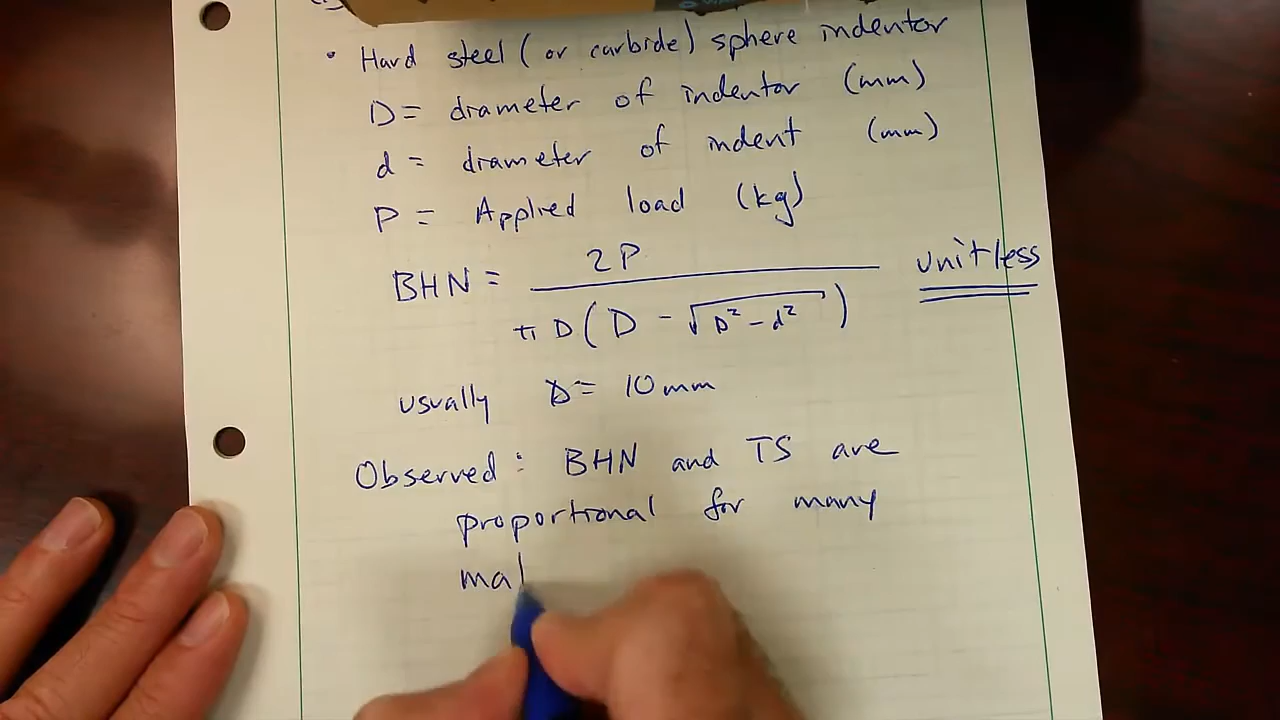 • Hard steel (or carbide) sphere indentor
D = diameter of indentor (mm)
d = diameter of indent (mm)
P = Applied load (kg)
BHN = 2P / πD(D - √(D² - d²)) unitless
usually D = 10 mm
Observed: BHN and TS are
proportional for many
mat